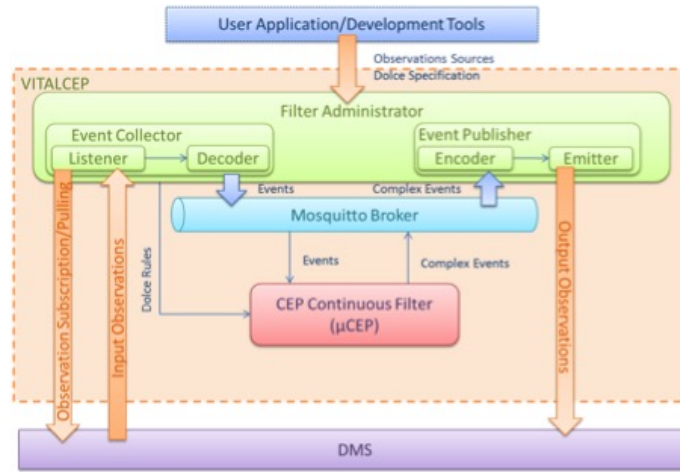 User Application/Development Tools
Observations Sources
Dolce Specification
VITALCEP
Filter Administrator
Event Collector
Event Publisher
Listener
Decoder
Encoder
Emitter
Events
Complex Events
Mosquitto Broker
Observation Subscription/Pulling
Input Observations
Dolce Rules
Events
Complex Events
Output Observations
CEP Continuous Filter
(µCEP)
DMS